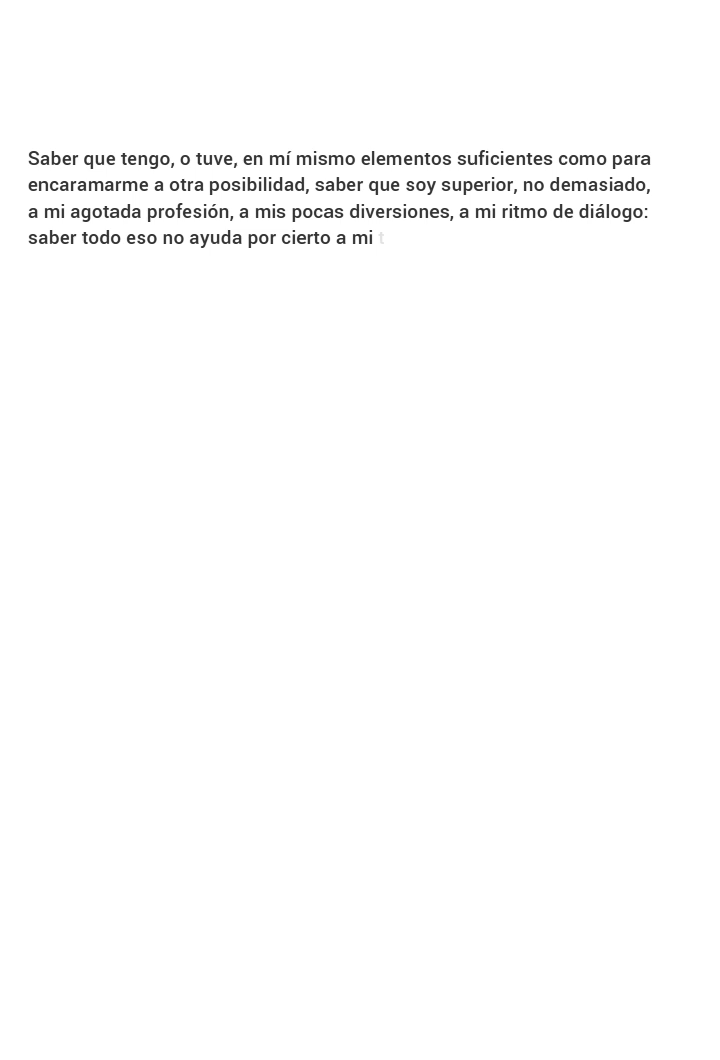 Saber que tengo, o tuve, en mí mismo elementos suficientes como para
encaramarme a otra posibilidad, saber que soy superior, no demasiado,
a mi agotada profesión, a mis pocas diversiones, a mi ritmo de diálogo:
saber todo eso no ayuda por cierto a mi t